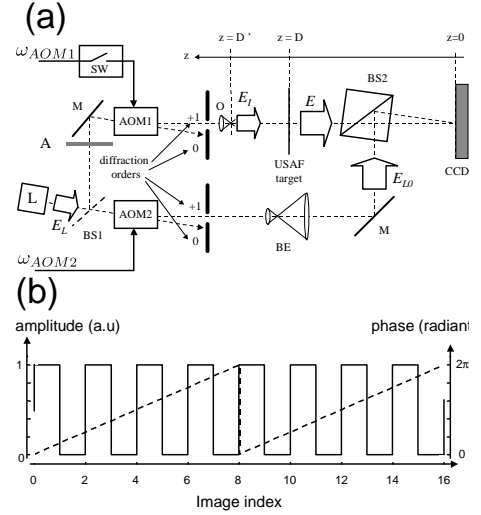 (a)
ω_AOM1
SW
z
z = D '
z = D
z=0
BS2
M
AOM1
+1
O
E_I
E
A
0
diffraction
orders
USAF
target
CCD
L
E_L
BS1
AOM2
+1
0
BE
E_L0
M
ω_AOM2
(b)
amplitude (a.u)
phase (radiant
1
0
2π
0
0 2 4 6 8 10 12 14 16
Image index